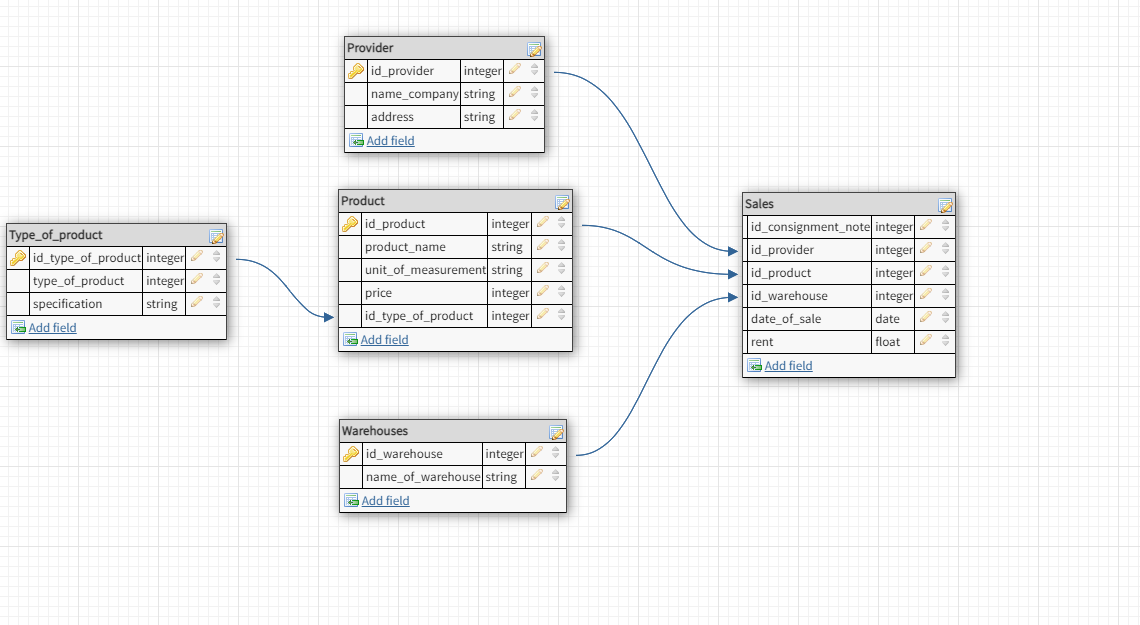 Provider
id_provider integer
name_company string
address string
Add field
Product
id_product integer
product_name string
unit_of_measurement string
price integer
id_type_of_product integer
Add field
Type_of_product
id_type_of_product integer
type_of_product integer
specification string
Add field
Sales
id_consignment_note integer
id_provider integer
id_product integer
id_warehouse integer
date_of_sale date
rent float
Add field
Warehouses
id_warehouse integer
name_of_warehouse string
Add field